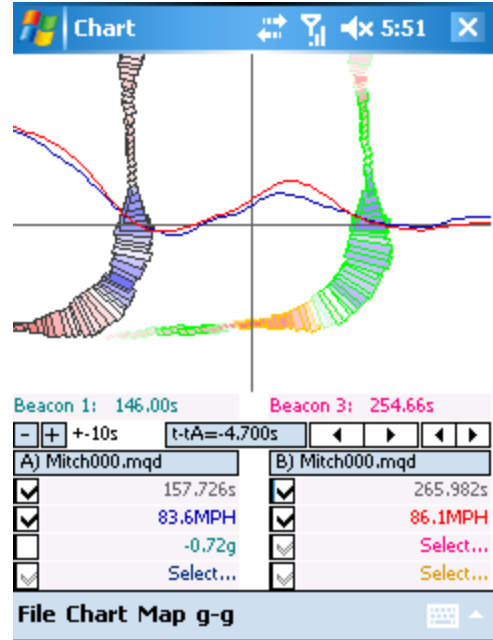 Chart 5:51
Beacon 1: 146.00s Beacon 3: 254.66s
- + +-10s t-tA=-4.700s
A) Mitch000.mqd B) Mitch000.mqd
157.726s 265.982s
83.6MPH 86.1MPH
-0.72g Select...
Select... Select...
File Chart Map g-g